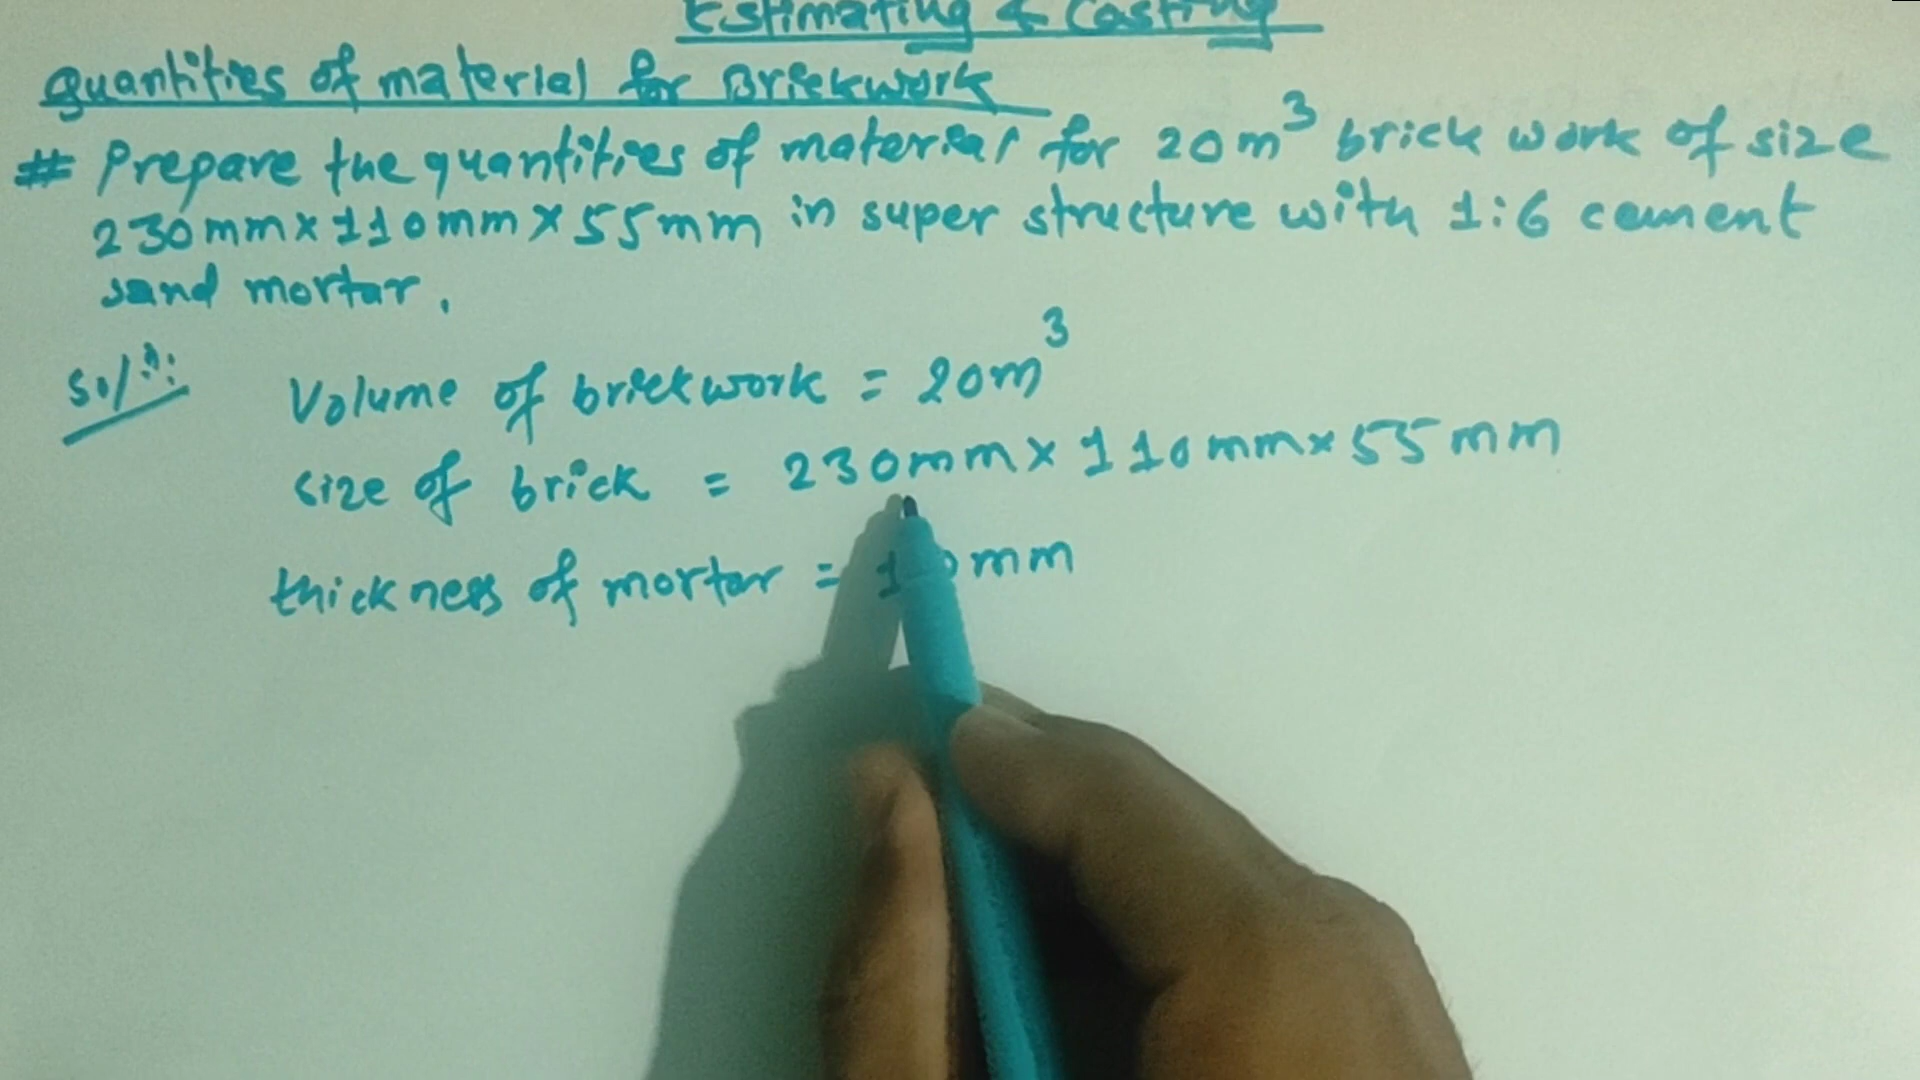 Estimating & Costing
Quantities of material for Brickwork
# Prepare the quantities of material for 20m³ brick work of size
230mm x 110mm x 55mm in super structure with 1:6 cement
sand mortar.
Solⁿ:
Volume of brickwork = 20m³
size of brick = 230mm x 110mm x 55mm
thickness of mortar = 10mm